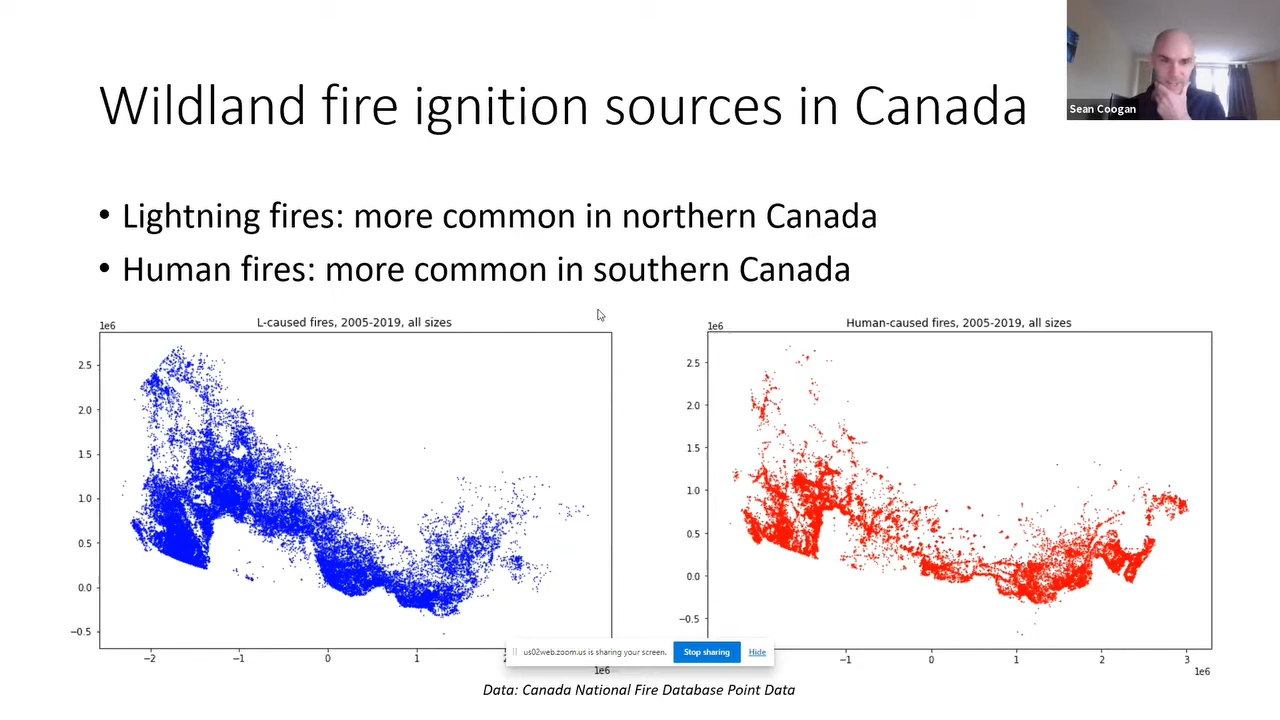 Wildland fire ignition sources in Canada
Sean Coogan
• Lightning fires: more common in northern Canada
• Human fires: more common in southern Canada
1e6
L-caused fires, 2005-2019, all sizes
2.5
2.0
1.5
1.0
0.5
0.0
−0.5
−2
−1
0
1
1e6
1e6
Human-caused fires, 2005-2019, all sizes
2.5
2.0
1.5
1.0
0.5
0.0
−0.5
−1
0
1
2
3
1e6
us02web.zoom.us is sharing your screen.
Stop sharing
Hide
Data: Canada National Fire Database Point Data